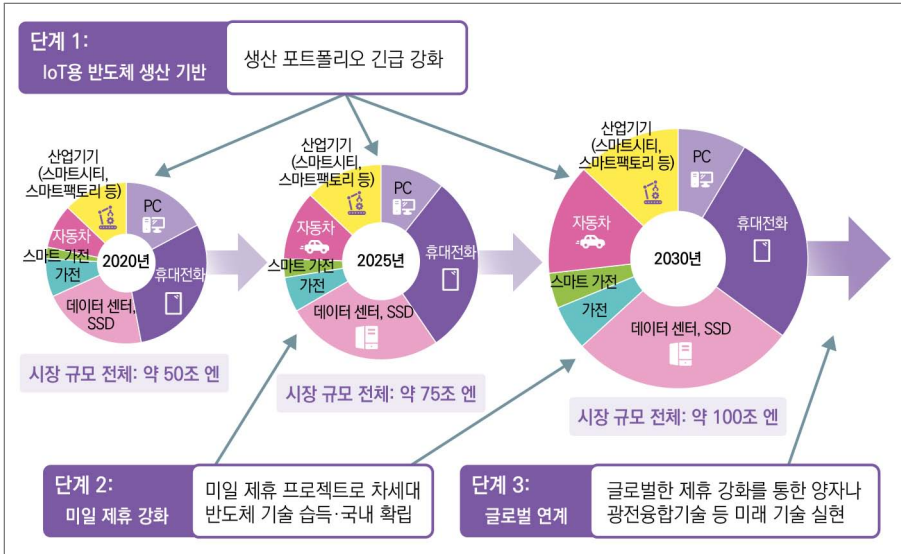 단계 1:
IoT용 반도체 생산 기반
생산 포트폴리오 긴급 강화
산업기기
(스마트시티,
스마트팩토리 등)
PC
자동차
스마트 가전
가전
2020년
휴대전화
데이터 센터,
SSD
시장 규모 전체: 약 50조 엔
산업기기
(스마트시티,
스마트팩토리 등)
PC
자동차
스마트 가전
가전
2025년
휴대전화
데이터 센터, SSD
시장 규모 전체: 약 75조 엔
산업기기
(스마트시티,
스마트팩토리 등)
PC
자동차
스마트 가전
가전
2030년
휴대전화
데이터 센터, SSD
시장 규모 전체: 약 100조 엔
단계 2:
미일 제휴 강화
미일 제휴 프로젝트로 차세대
반도체 기술 습득·국내 확립
단계 3:
글로벌 연계
글로벌한 제휴 강화를 통한 양자나
광전융합기술 등 미래 기술 실현